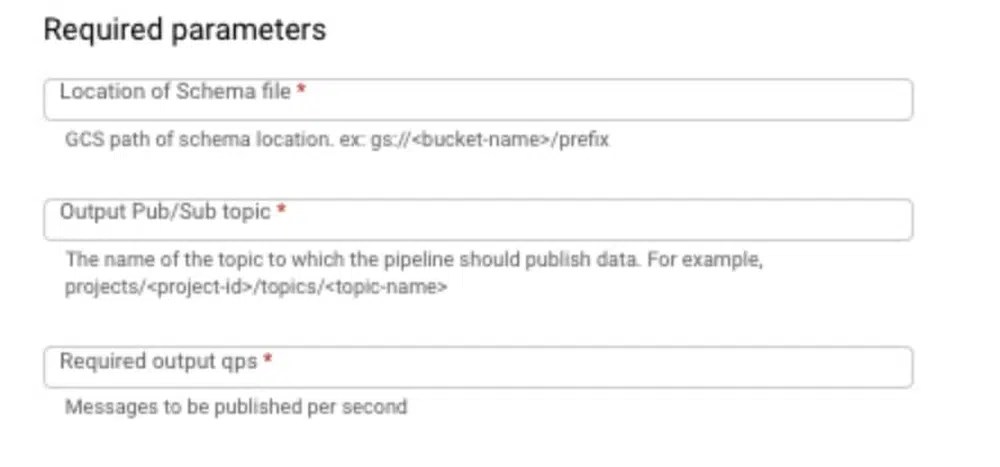 Required parameters
Location of Schema file *
GCS path of schema location. ex: gs://<bucket-name>/prefix
Output Pub/Sub topic *
The name of the topic to which the pipeline should publish data. For example,
projects/<project-id>/topics/<topic-name>
Required output qps *
Messages to be published per second